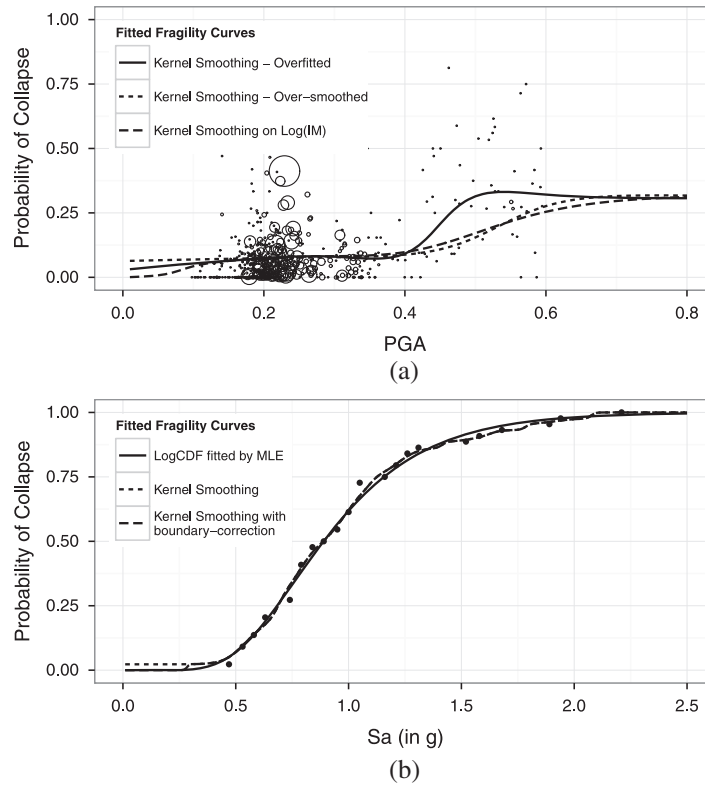 Fitted Fragility Curves
Kernel Smoothing – Overfitted
Kernel Smoothing – Over–smoothed
Kernel Smoothing on Log(IM)
Probability of Collapse
1.00
0.75
0.50
0.25
0.00
0.0 0.2 0.4 0.6 0.8
PGA
(a)
Fitted Fragility Curves
LogCDF fitted by MLE
Kernel Smoothing
Kernel Smoothing with
boundary–correction
Probability of Collapse
1.00
0.75
0.50
0.25
0.00
0.0 0.5 1.0 1.5 2.0 2.5
Sa (in g)
(b)